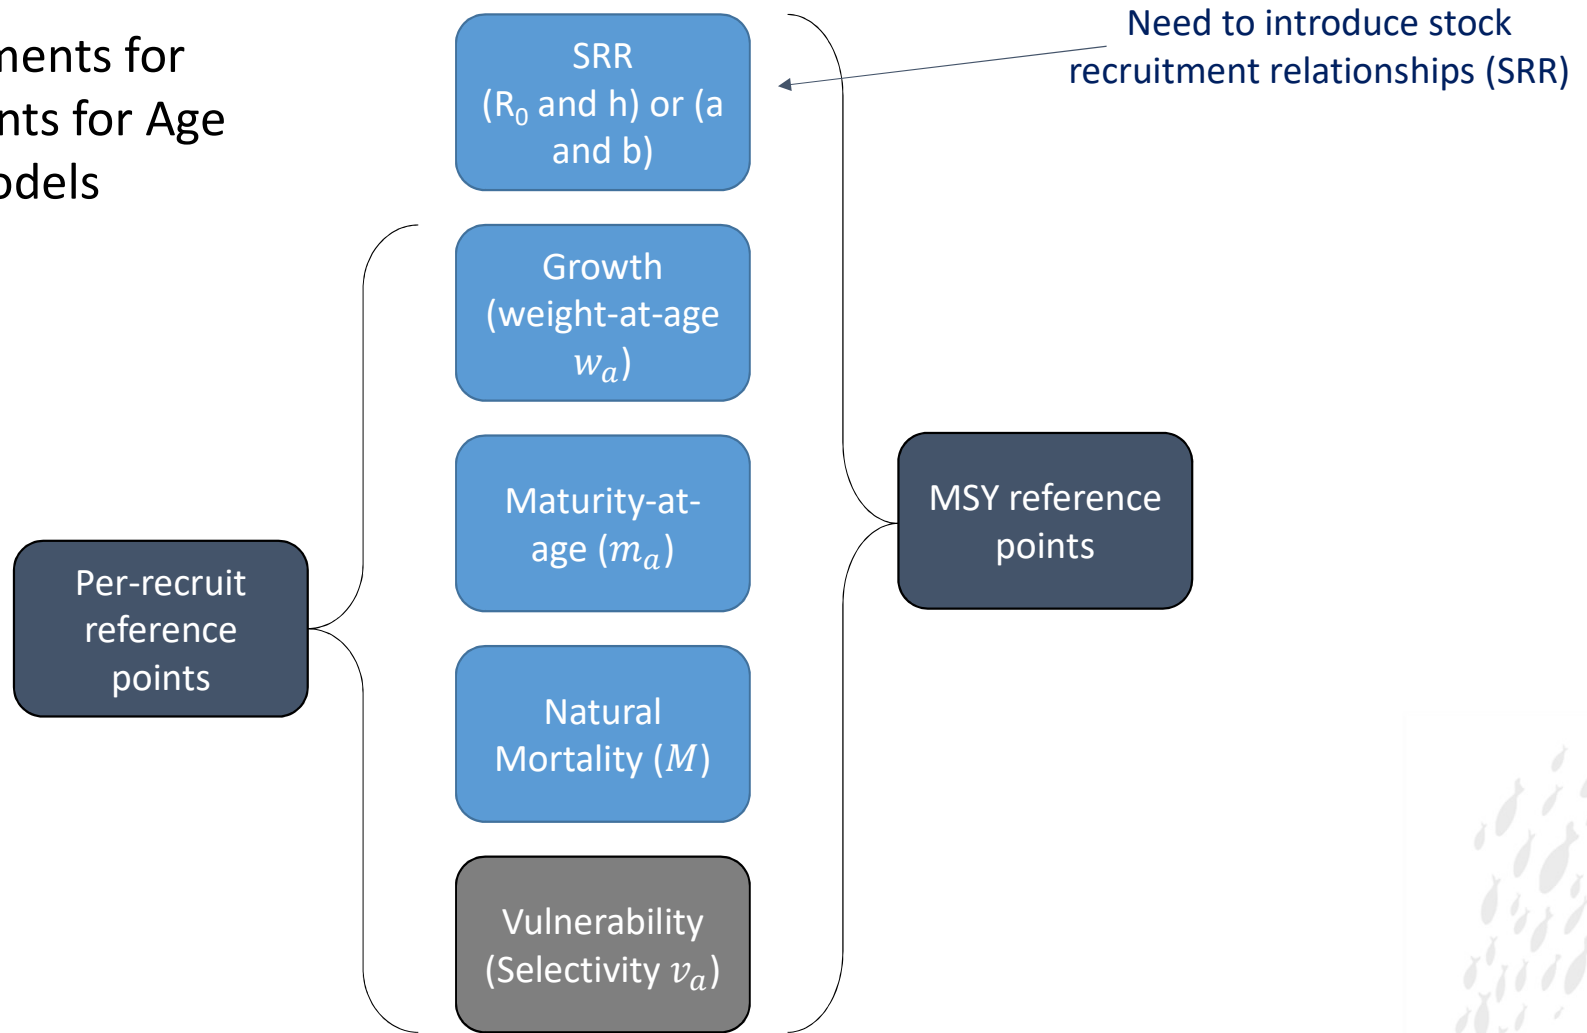 ments for
nts for Age
odels
Need to introduce stock
recruitment relationships (SRR)
SRR
(R₀ and h) or (a
and b)
Growth
(weight-at-age
wₐ)
Maturity-at-
age (mₐ)
Natural
Mortality (M)
Vulnerability
(Selectivity vₐ)
Per-recruit
reference
points
MSY reference
points